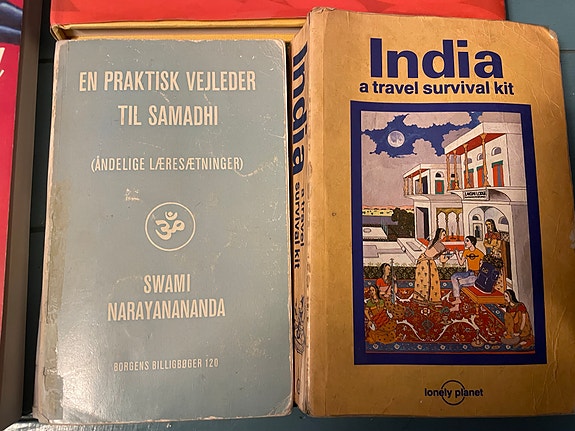 EN PRAKTISK VEJLEDER
TIL SAMADHI
(ÅNDELIGE LÆRESÆTNINGER)
SWAMI
NARAYANANANDA
BORGENS BILLIGBØGER 120
India
survival kit
India
a travel survival kit
lonely planet